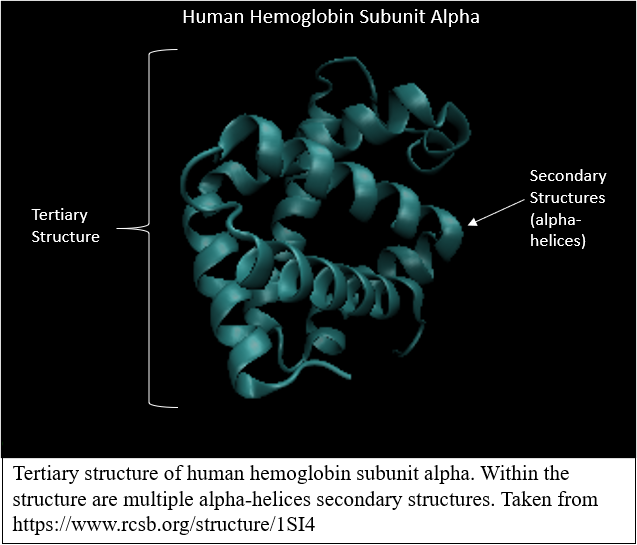 Human Hemoglobin Subunit Alpha
Tertiary
Structure
Secondary
Structures
(alpha-
helices)
Tertiary structure of human hemoglobin subunit alpha. Within the
structure are multiple alpha-helices secondary structures. Taken from
https://www.rcsb.org/structure/1SI4